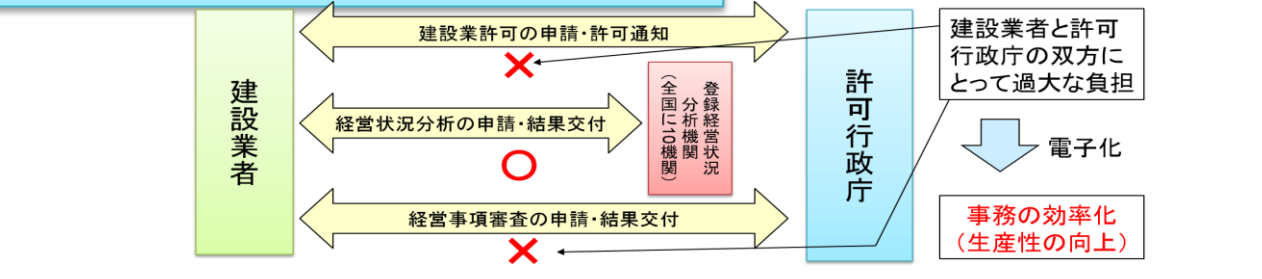 建設業者
建設業許可の申請・許可通知
×
経営状況分析の申請・結果交付
○
経営事項審査の申請・結果交付
×
登録経営状況
分析機関
（全国に10機関）
許可行政庁
建設業者と許可
行政庁の双方に
とって過大な負担
電子化
事務の効率化
（生産性の向上）